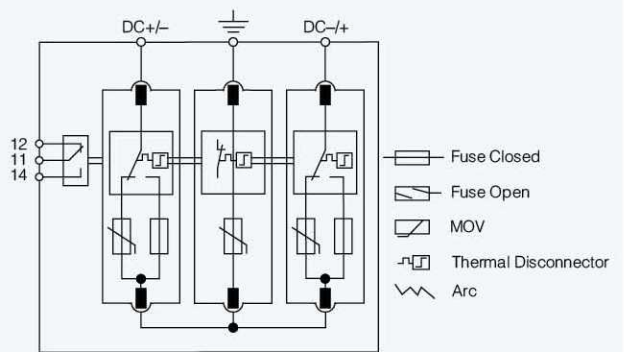 DC+/–
DC–/+
12
11
14
Fuse Closed
Fuse Open
MOV
Thermal Disconnector
Arc